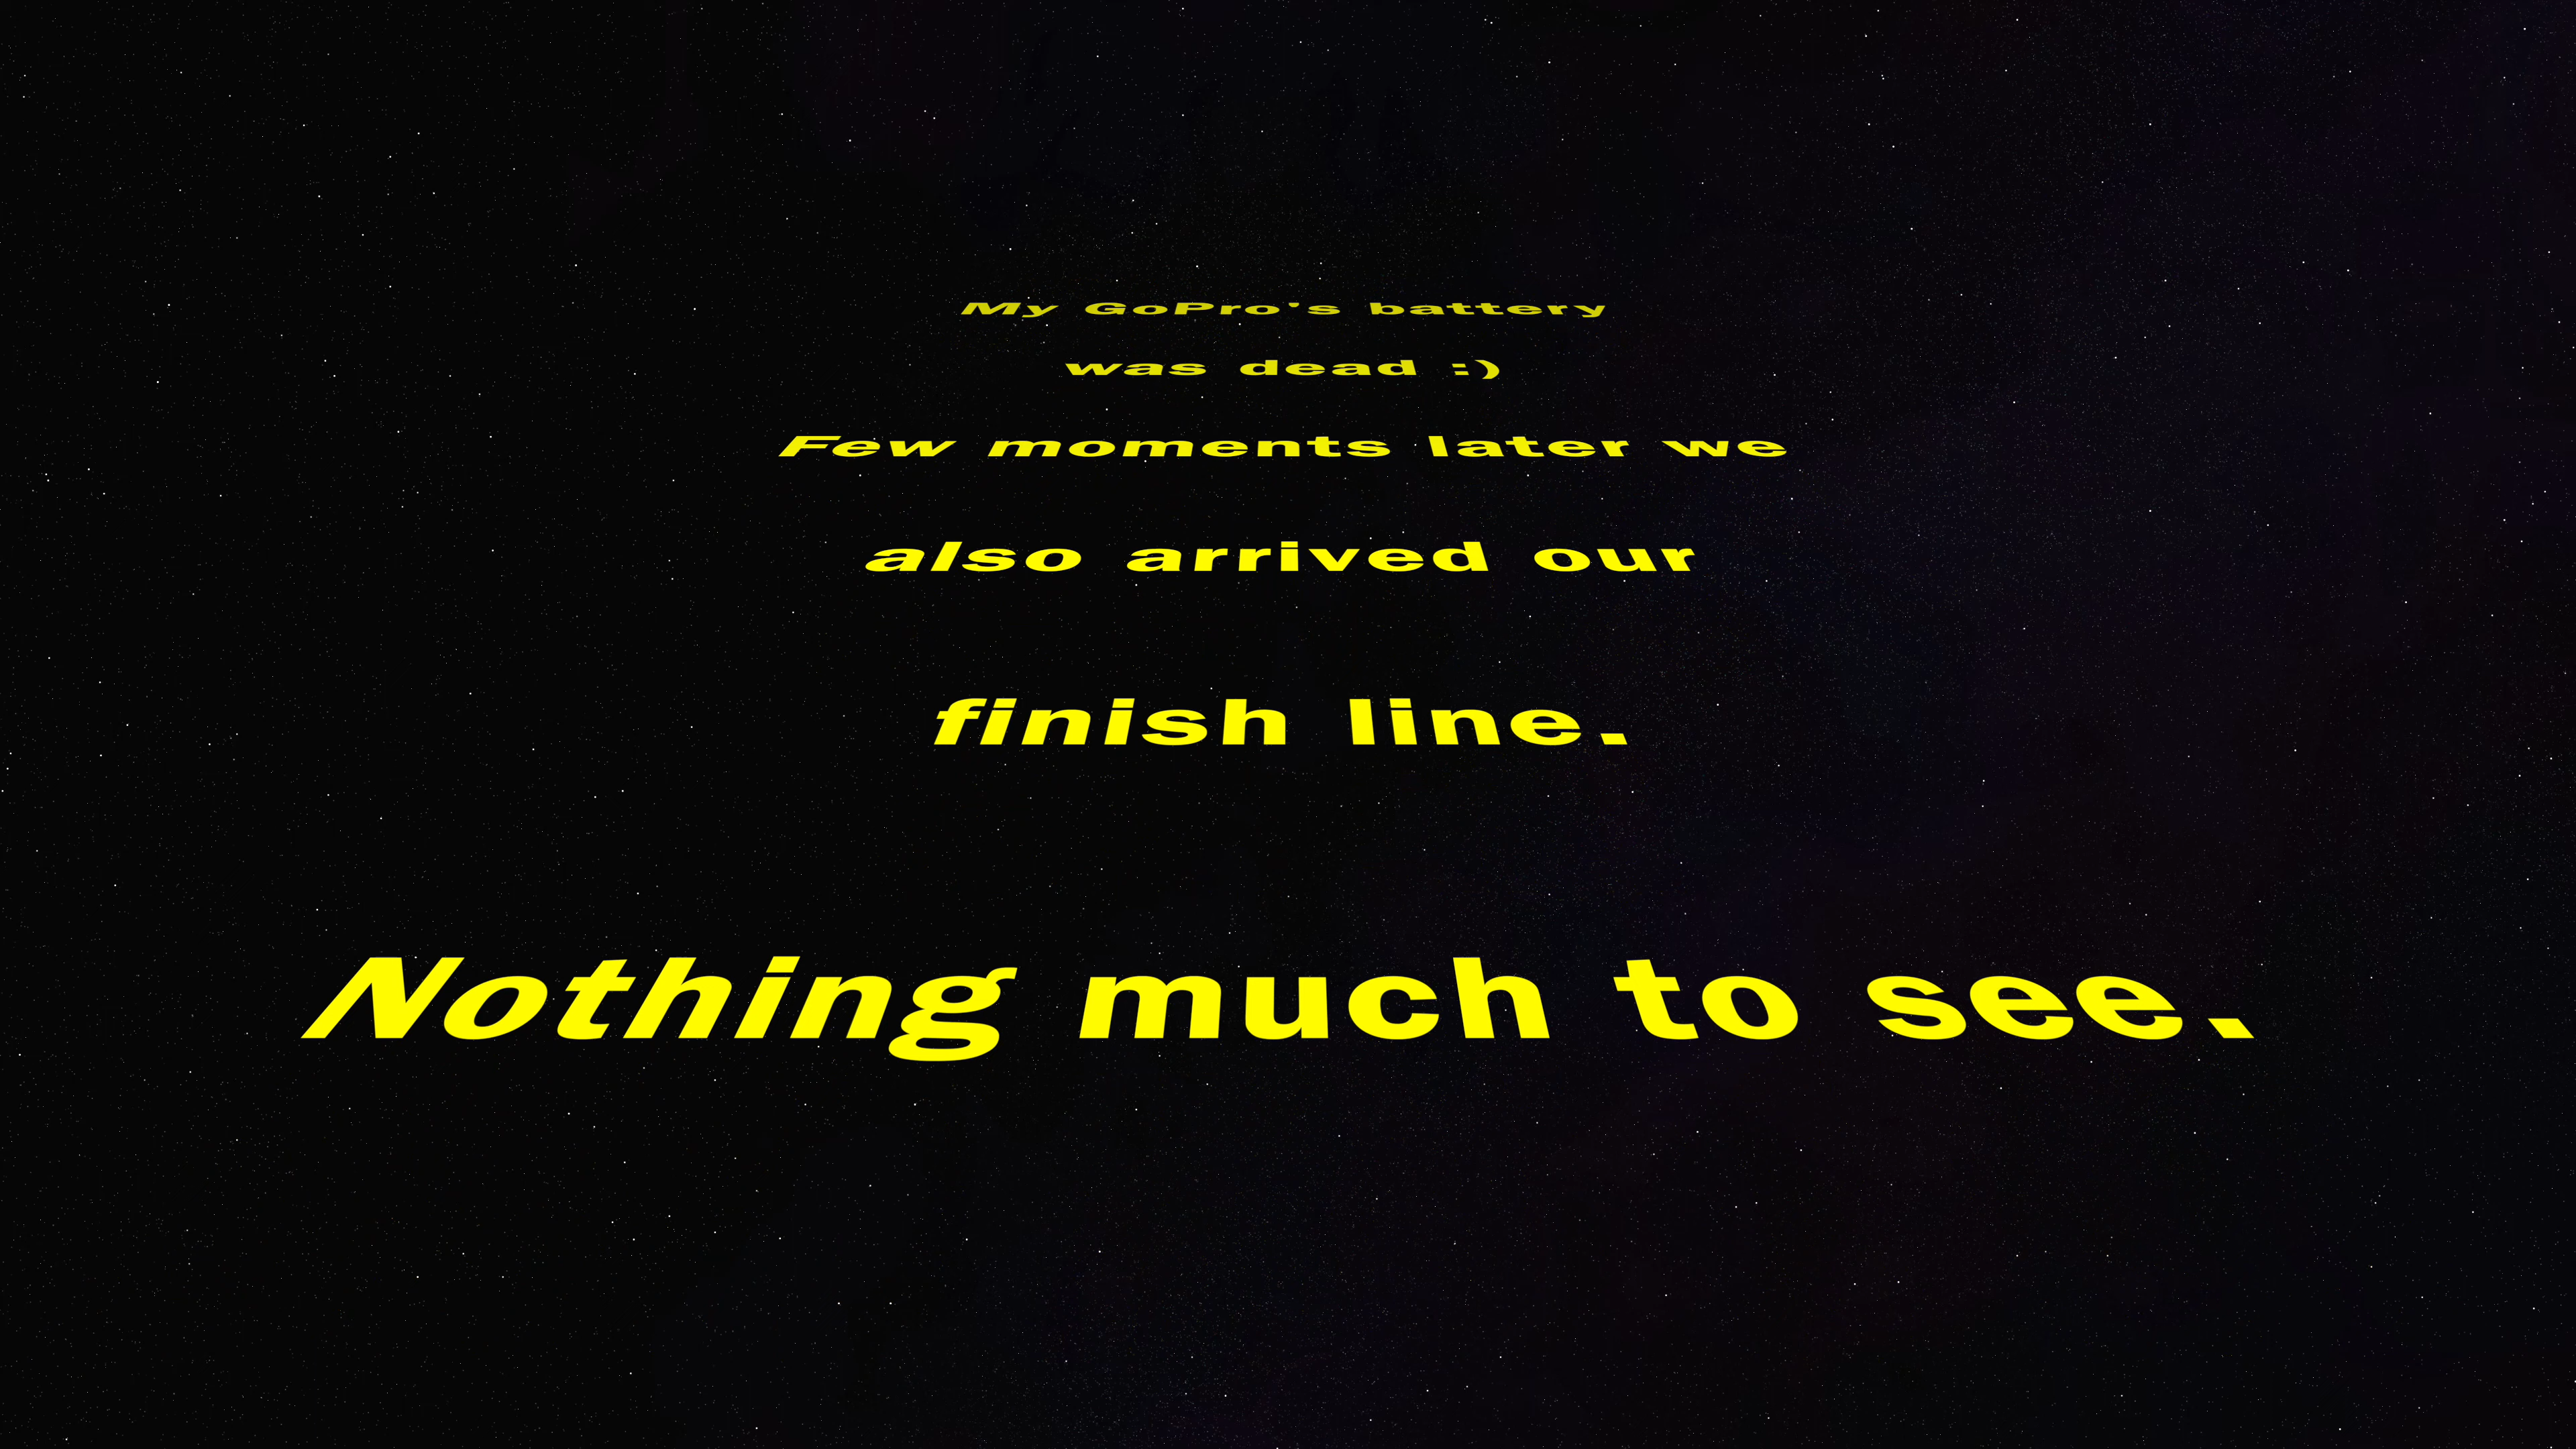 My GoPro's battery
was dead :)
Few moments later we
also arrived our
finish line.
Nothing much to see.